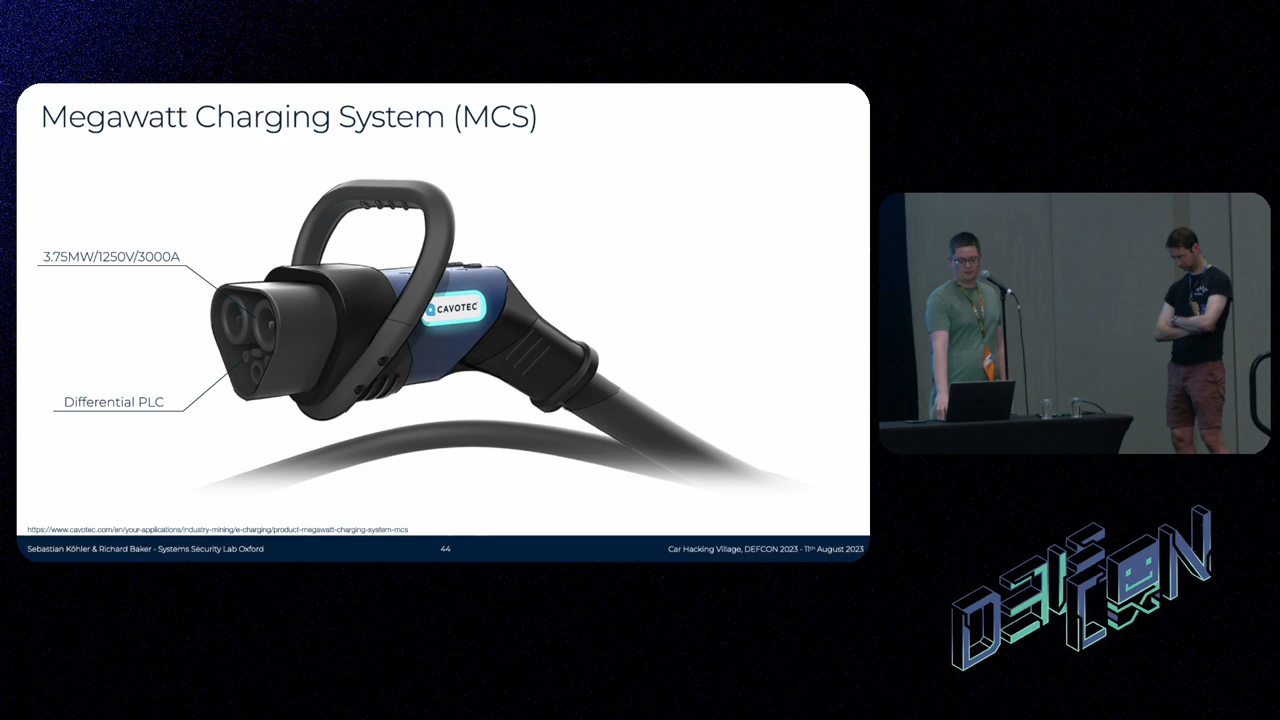 Megawatt Charging System (MCS)
3.75MW/1250V/3000A
CAVOTEC
Differential PLC
https://www.cavotec.com/en/your-applications/industry-mining/e-charging/product-megawatt-charging-system-mcs
Sebastian Köhler & Richard Baker - Systems Security Lab Oxford
44
Car Hacking Village, DEFCON 2023 - 11th August 2023
DEF
CON